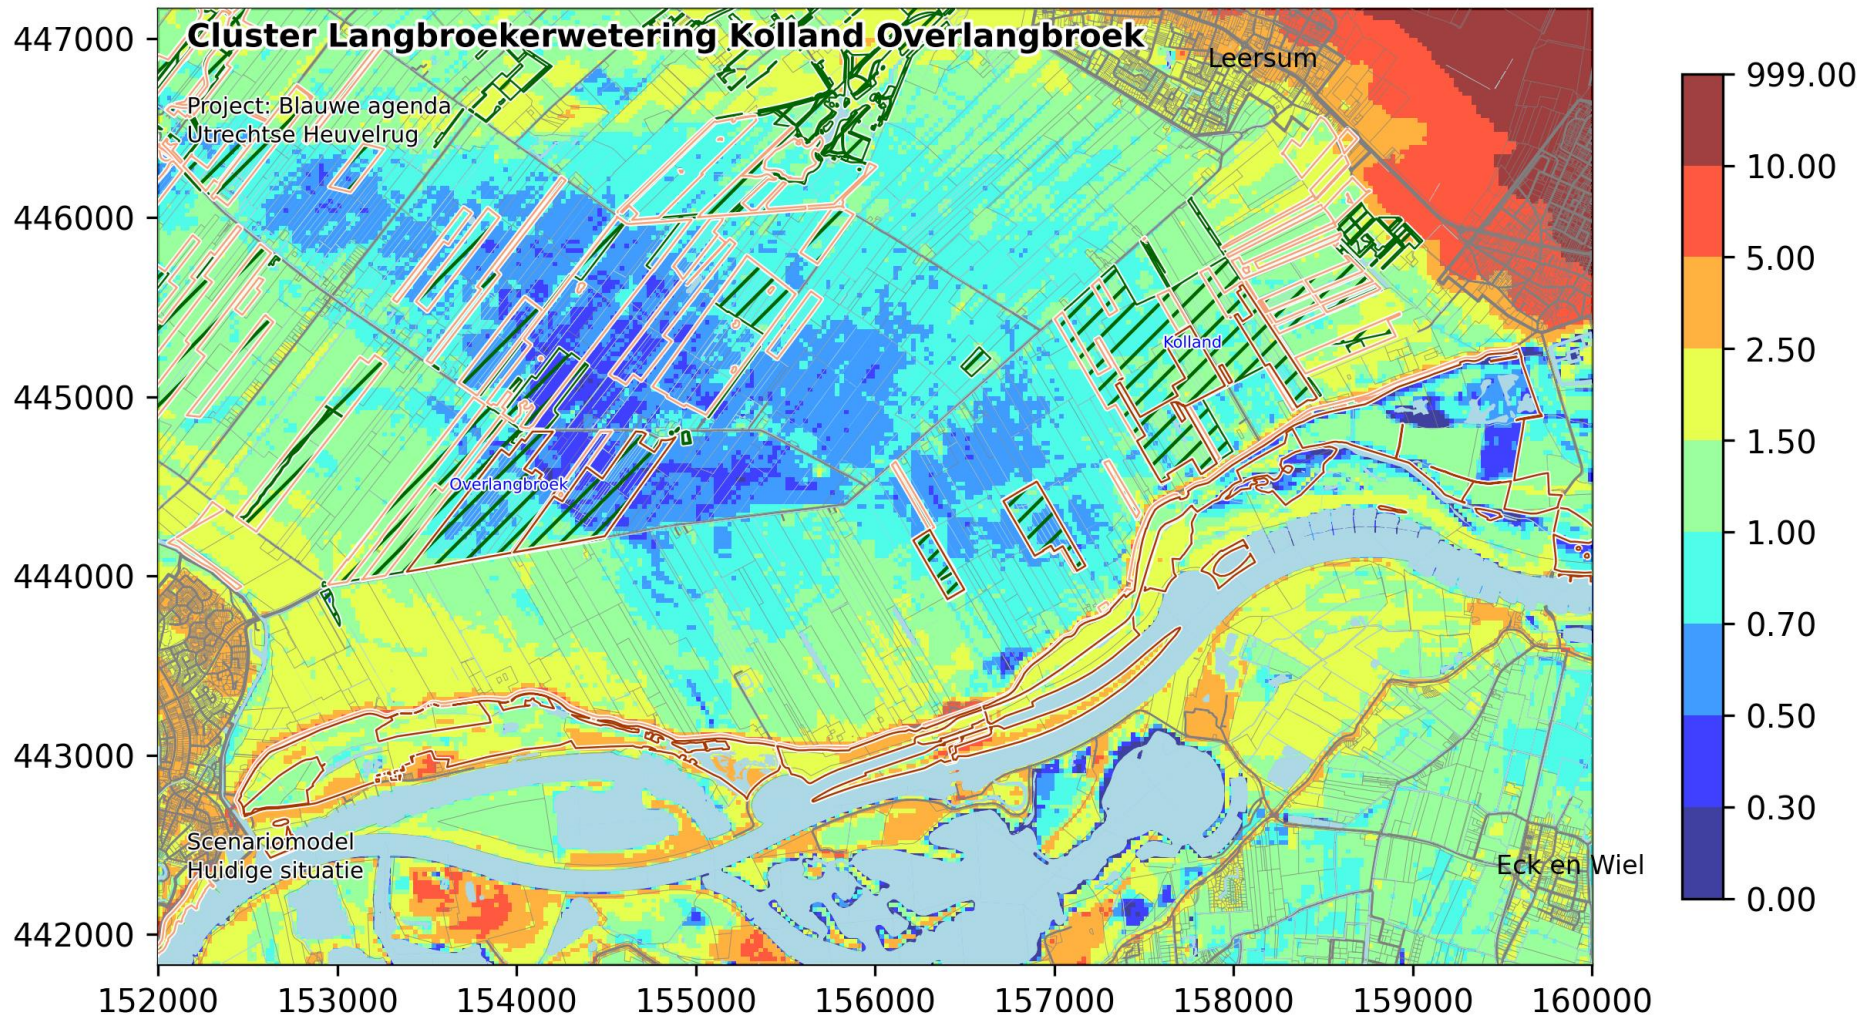 Cluster Langbroekerwetering Kolland Overlangbroek
Leersum
Project: Blauwe agenda
Utrechtse Heuvelrug
Kolland
Overlangbroek
Scenariomodel
Huidige situatie
Eck en Wiel
447000
446000
445000
444000
443000
442000
152000 153000 154000 155000 156000 157000 158000 159000 160000
999.00
10.00
5.00
2.50
1.50
1.00
0.70
0.50
0.30
0.00